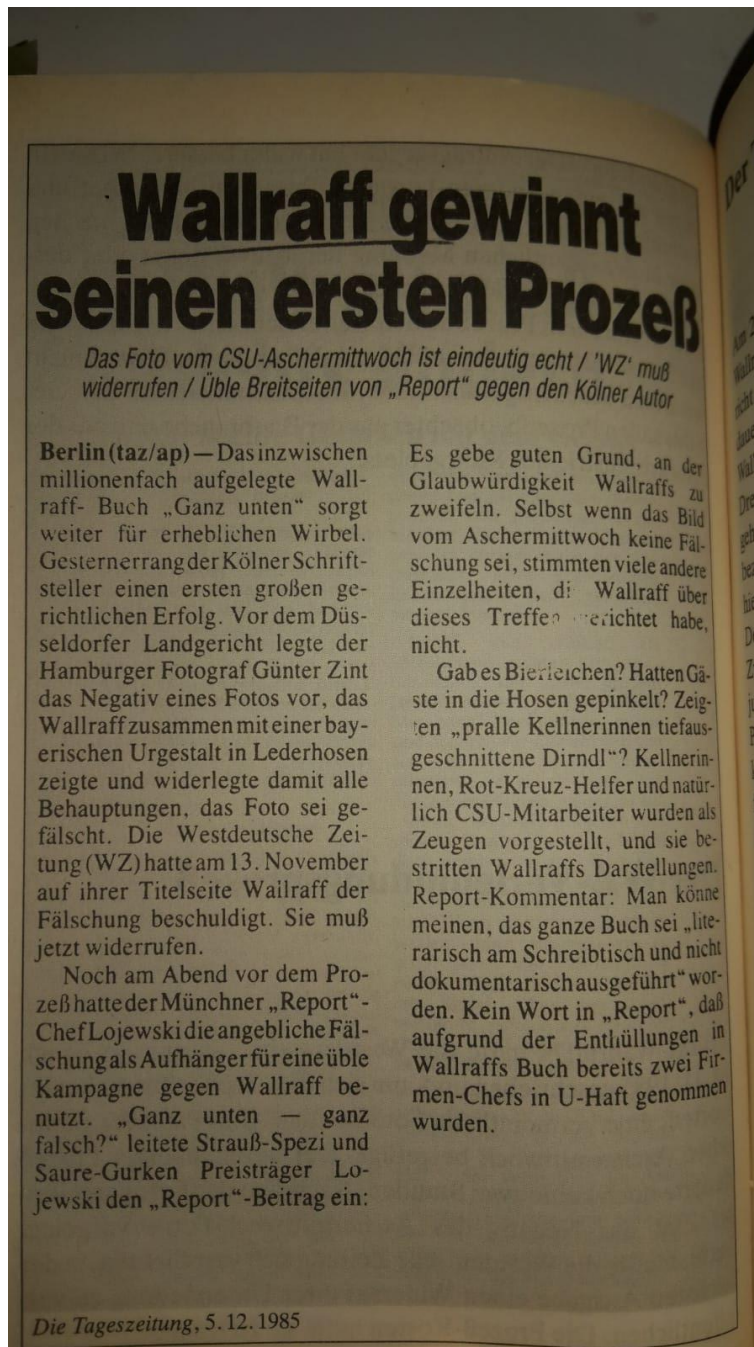 Wallraff gewinnt
seinen ersten Prozeß
Das Foto vom CSU-Aschermittwoch ist eindeutig echt / 'WZ' muß
widerrufen / Üble Breitseiten von „Report" gegen den Kölner Autor
Berlin (taz/ap) — Das inzwischen
millionenfach aufgelegte Wall-
raff- Buch „Ganz unten" sorgt
weiter für erheblichen Wirbel.
Gestern errang der Kölner Schrift-
steller einen ersten großen ge-
richtlichen Erfolg. Vor dem Düs-
seldorfer Landgericht legte der
Hamburger Fotograf Günter Zint
das Negativ eines Fotos vor, das
Wallraff zusammen mit einer bay-
erischen Urgestalt in Lederhosen
zeigte und widerlegte damit alle
Behauptungen, das Foto sei ge-
fälscht. Die Westdeutsche Zei-
tung (WZ) hatte am 13. November
auf ihrer Titelseite Wallraff der
Fälschung beschuldigt. Sie muß
jetzt widerrufen.
Noch am Abend vor dem Pro-
zeß hatte der Münchner „Report"-
Chef Lojewski die angebliche Fäl-
schung als Aufhänger für eine üble
Kampagne gegen Wallraff be-
nutzt. „Ganz unten — ganz
falsch?" leitete Strauß-Spezi und
Saure-Gurken Preisträger Lo-
jewski den „Report"-Beitrag ein:
Es gebe guten Grund, an der
Glaubwürdigkeit Wallraffs zu
zweifeln. Selbst wenn das Bild
vom Aschermittwoch keine Fäl-
schung sei, stimmten viele andere
Einzelheiten, di Wallraff über
dieses Treffen habe,
nicht.
Gab es Bierleichen? Hatten Gä-
ste in die Hosen gepinkelt? Zeig-
ten „pralle Kellnerinnen tiefaus-
geschnittene Dirndl"? Kellnerin-
nen, Rot-Kreuz-Helfer und natür-
lich CSU-Mitarbeiter wurden als
Zeugen vorgestellt, und sie be-
stritten Wallraffs Darstellungen.
Report-Kommentar: Man könne
meinen, das ganze Buch sei „lite-
rarisch am Schreibtisch und nicht
dokumentarisch ausgeführt" wor-
den. Kein Wort in „Report", daß
aufgrund der Enthüllungen in
Wallraffs Buch bereits zwei Fir-
men-Chefs in U-Haft genommen
wurden.
Die Tageszeitung, 5.12.1985
Der